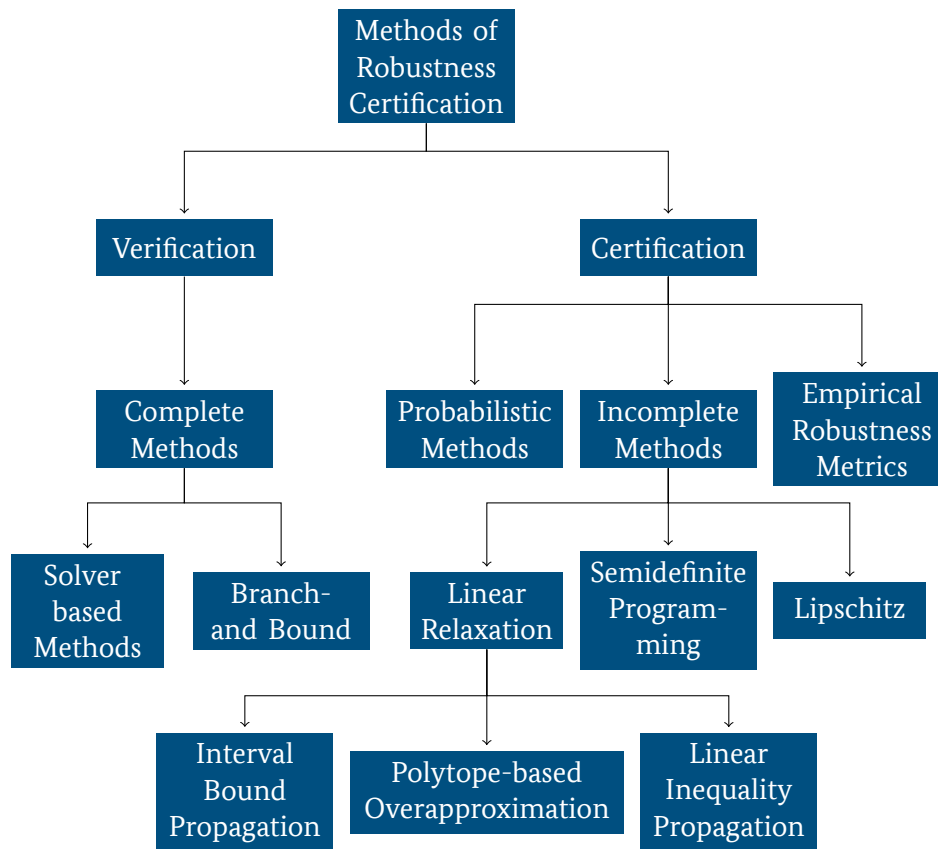 Methods of
Robustness
Certification
Verification
Certification
Complete
Methods
Probabilistic
Methods
Incomplete
Methods
Empirical
Robustness
Metrics
Solver
based
Methods
Branch-
and Bound
Linear
Relaxation
Semidefinite
Program-
ming
Lipschitz
Interval
Bound
Propagation
Polytope-based
Overapproximation
Linear
Inequality
Propagation